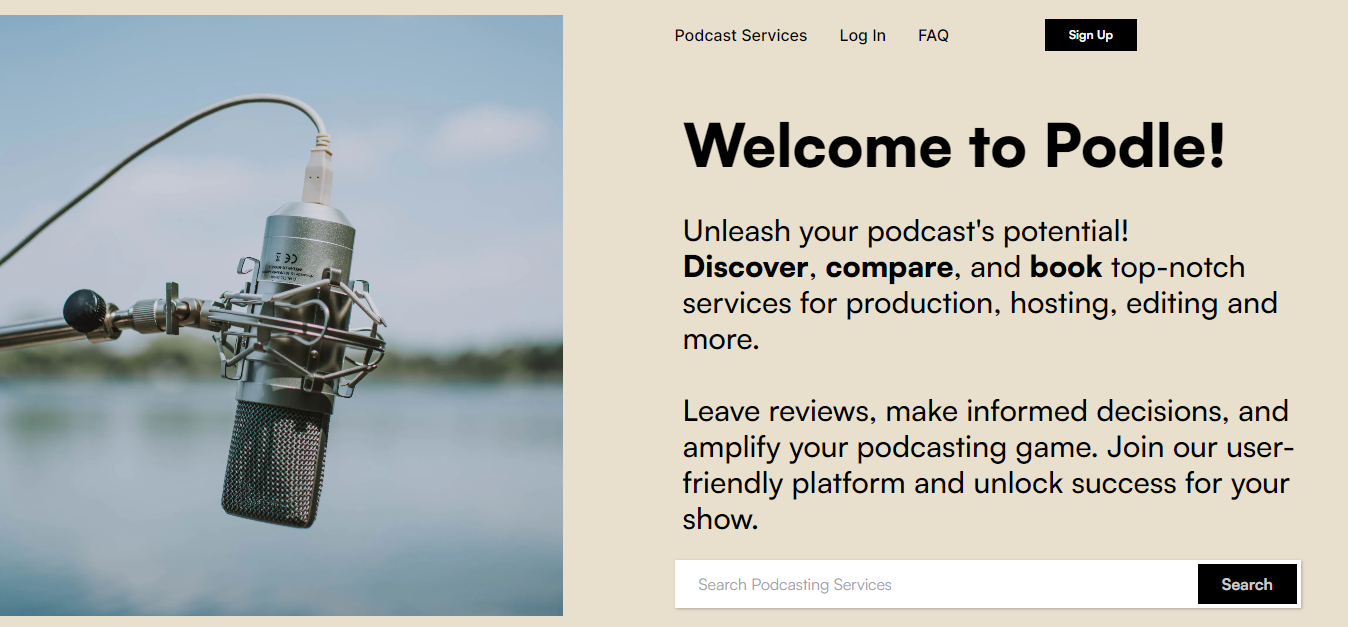 Podcast Services Log In FAQ Sign Up
Welcome to Podle!
Unleash your podcast's potential!
Discover, compare, and book top-notch
services for production, hosting, editing and
more.
Leave reviews, make informed decisions, and
amplify your podcasting game. Join our user-
friendly platform and unlock success for your
show.
Search Podcasting Services Search